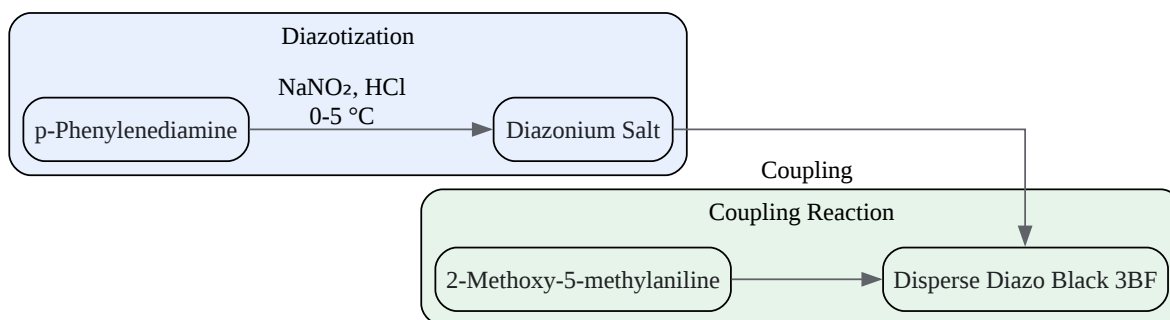 Diazotization
NaNO₂, HCl
0-5 °C
p-Phenylenediamine
Diazonium Salt
Coupling
Coupling Reaction
2-Methoxy-5-methylaniline
Disperse Diazo Black 3BF